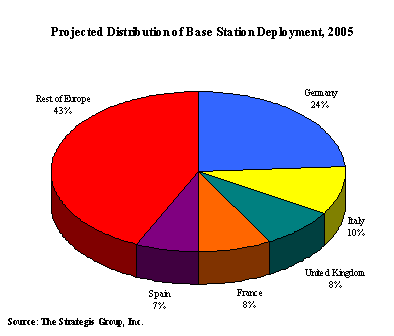 Projected Distribution of Base Station Deployment, 2005
Germany
24%
Rest of Europe
43%
Italy
10%
United Kingdom
8%
France
8%
Spain
7%
Source: The Strategis Group, Inc.